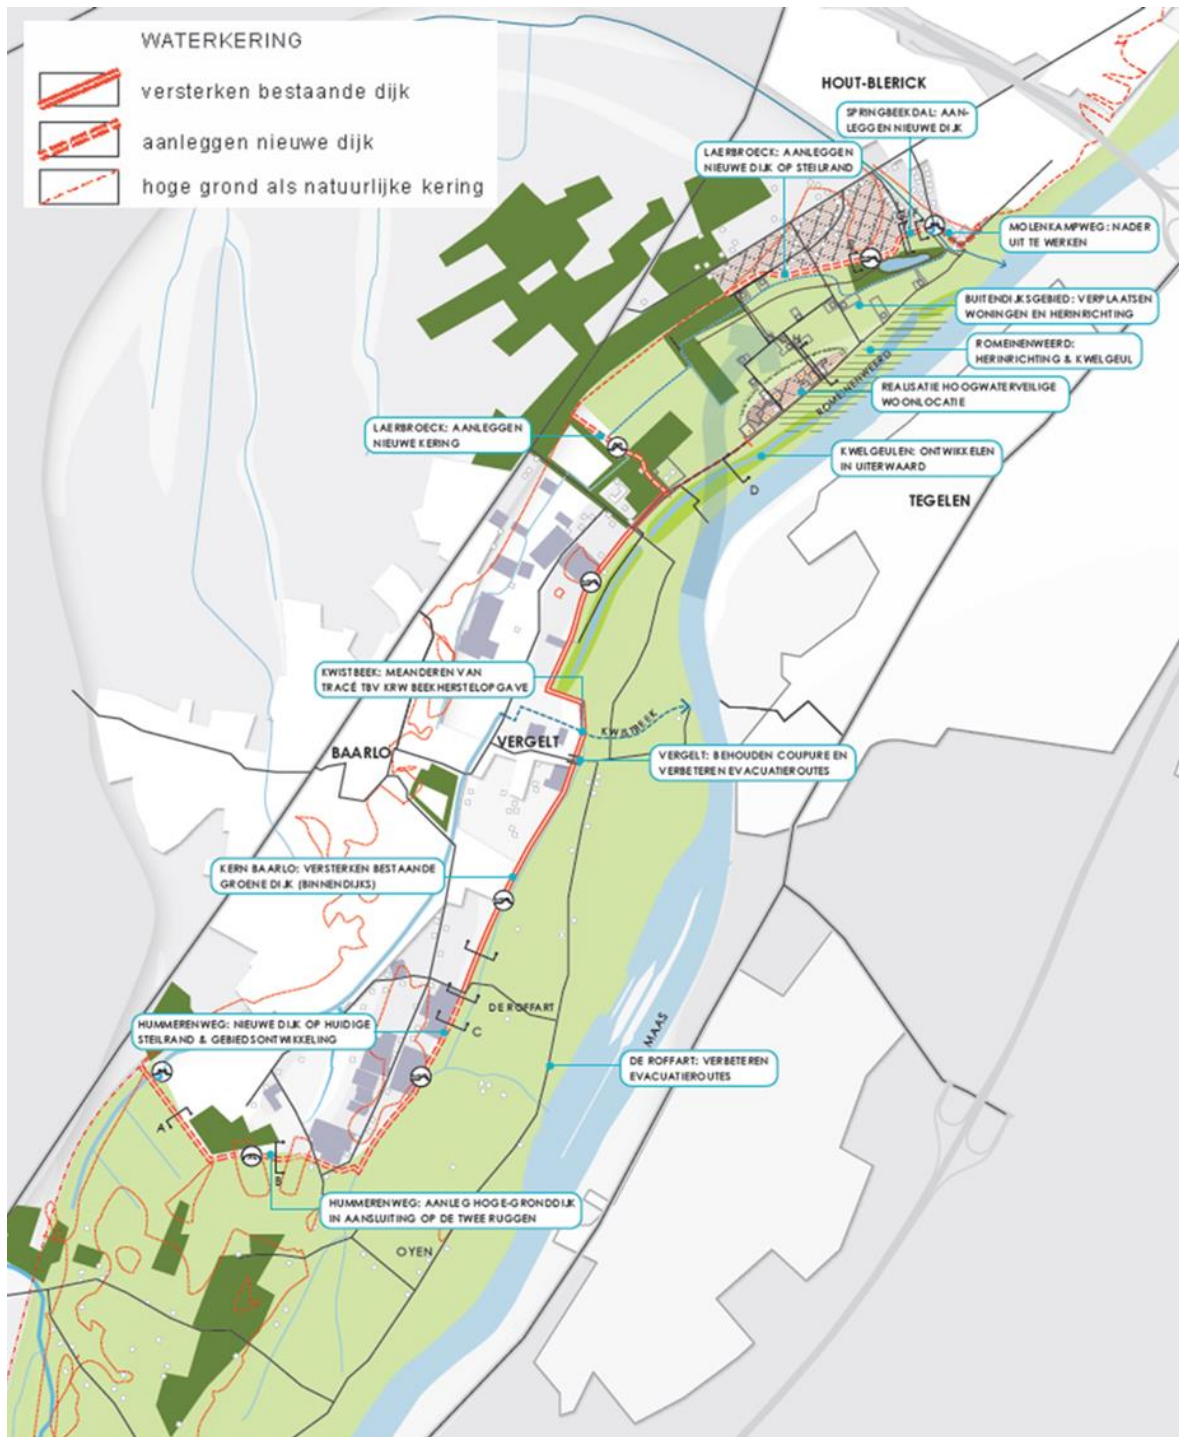 WATERKERING
versterken bestaande dijk
aanleggen nieuwe dijk
hoge grond als natuurlijke kering
HOUT-BLERICK
SPRINGBEEKDAL: AAN-
LEGGEN NIEUWE DIJK
LAERBROECK: AANLEGGEN
NIEUWE DIJK OP STEILRAND
MOLENKAMPWEG: NADER
UIT TE WERKEN
BUITENDIJKSGEBIED: VERPLAATSEN
WONINGEN EN HERINRICHTING
ROMEINENWEERD:
HERINRICHTING & KWELGEUL
ROMEINENWEERD
REALISATIE HOOGWATERVEILIGE
WOONLOCATIE
LAERBROECK: AANLEGGEN
NIEUWE KERING
KWELGEULEN: ONTWIKKELEN
IN UITERWAARD
D
TEGELEN
KWISTBEEK: MEANDEREN VAN
TRACÉ TBV KRW BEEKHERSTELOPGAVE
KWISTBEEK
VERGELT
BAARLO
VERGELT: BEHOUDEN COUPURE EN
VERBETEREN EVACUATIEROUTES
KERN BAARLO: VERSTERKEN BESTAANDE
GROENE DIJK (BINNENDIJKS)
DE ROFFART
HUMMERENWEG: NIEUWE DIJK OP HUIDIGE
STEILRAND & GEBIEDSONTWIKKELING
C
MAAS
DE ROFFART: VERBETEREN
EVACUATIEROUTES
A
B
HUMMERENWEG: AANLEG HOGE-GRONDDIJK
IN AANSLUITING OP DE TWEE RUGGEN
OYEN